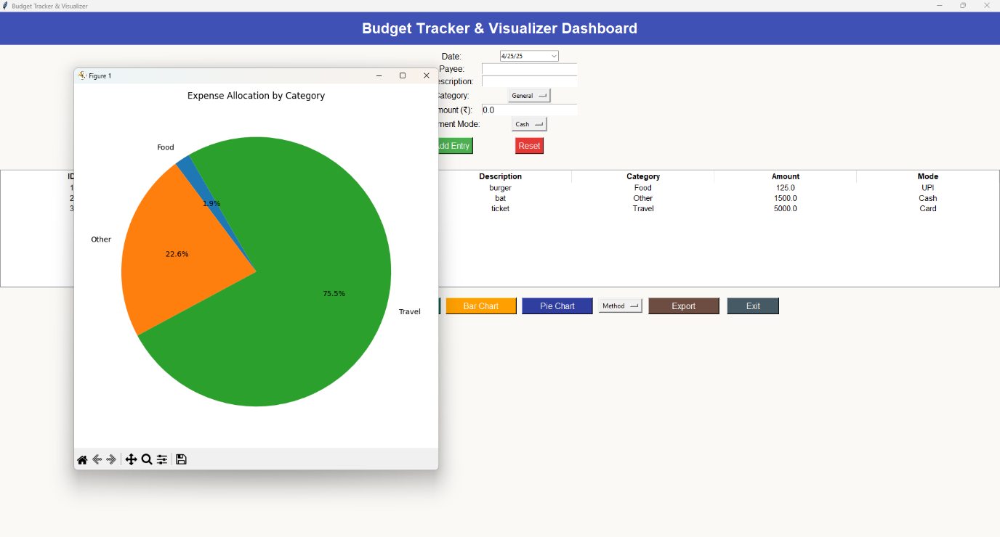 Budget Tracker & Visualizer
Budget Tracker & Visualizer Dashboard
Date: 4/25/25
Payee:
escription:
ategory: General
mount (₹): 0.0
ment Mode: Cash
dd Entry Reset
Figure 1
Expense Allocation by Category
Food
1.9%
Other
22.6%
75.5%
Travel
ID Description Category Amount Mode
1 burger Food 125.0 UPI
2 bat Other 1500.0 Cash
3 ticket Travel 5000.0 Card
Bar Chart Pie Chart Method Export Exit